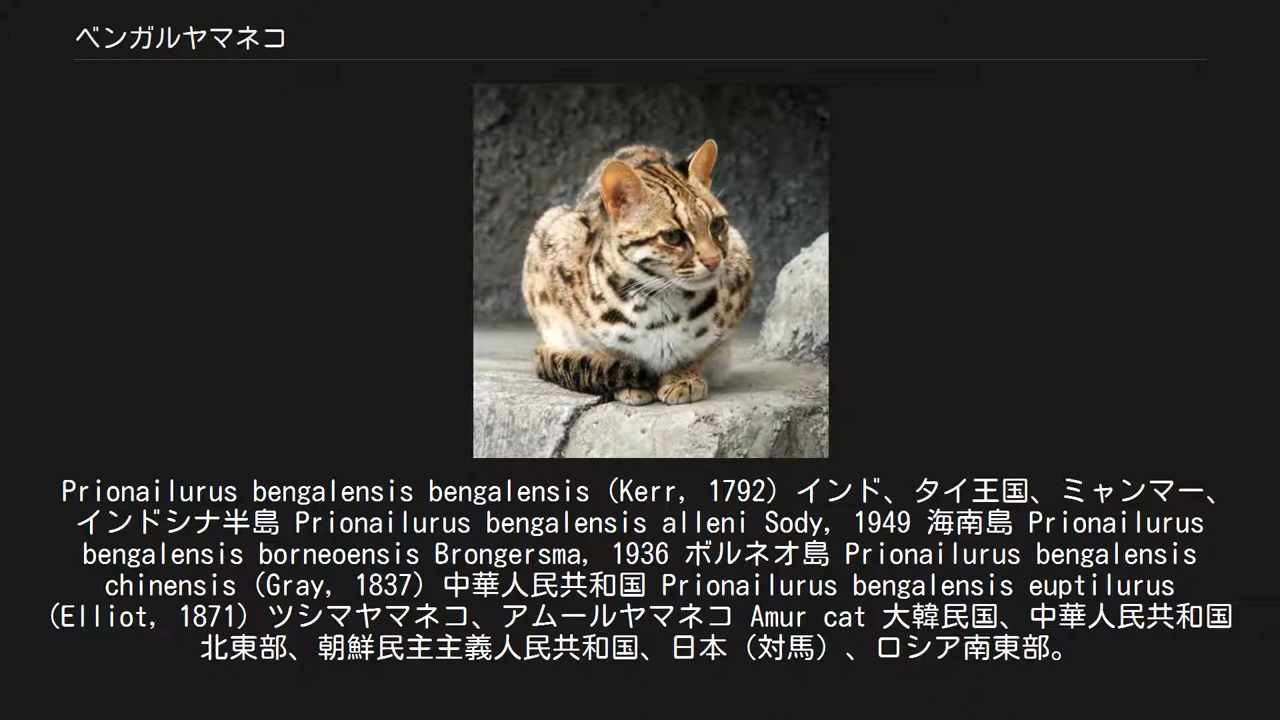 ベンガルヤマネコ
Prionailurus bengalensis bengalensis (Kerr, 1792) インド、タイ王国、ミャンマー、
インドシナ半島 Prionailurus bengalensis alleni Sody, 1949 海南島 Prionailurus
bengalensis borneoensis Brongersma, 1936 ボルネオ島 Prionailurus bengalensis
chinensis (Gray, 1837) 中華人民共和国 Prionailurus bengalensis euptilurus
(Elliot, 1871) ツシマヤマネコ、アムールヤマネコ Amur cat 大韓民国、中華人民共和国
北東部、朝鮮民主主義人民共和国、日本（対馬）、ロシア南東部。